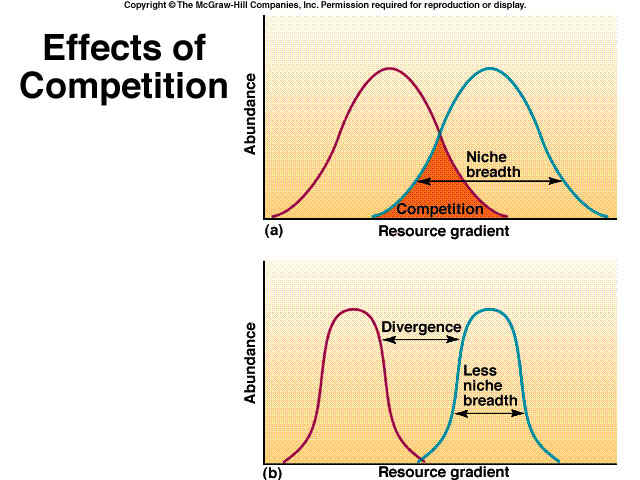 Copyright © The McGraw-Hill Companies, Inc. Permission required for reproduction or display.
Effects of
Competition
Abundance
Niche
breadth
Competition
(a)
Resource gradient
Abundance
Divergence
Less
niche
breadth
(b)
Resource gradient